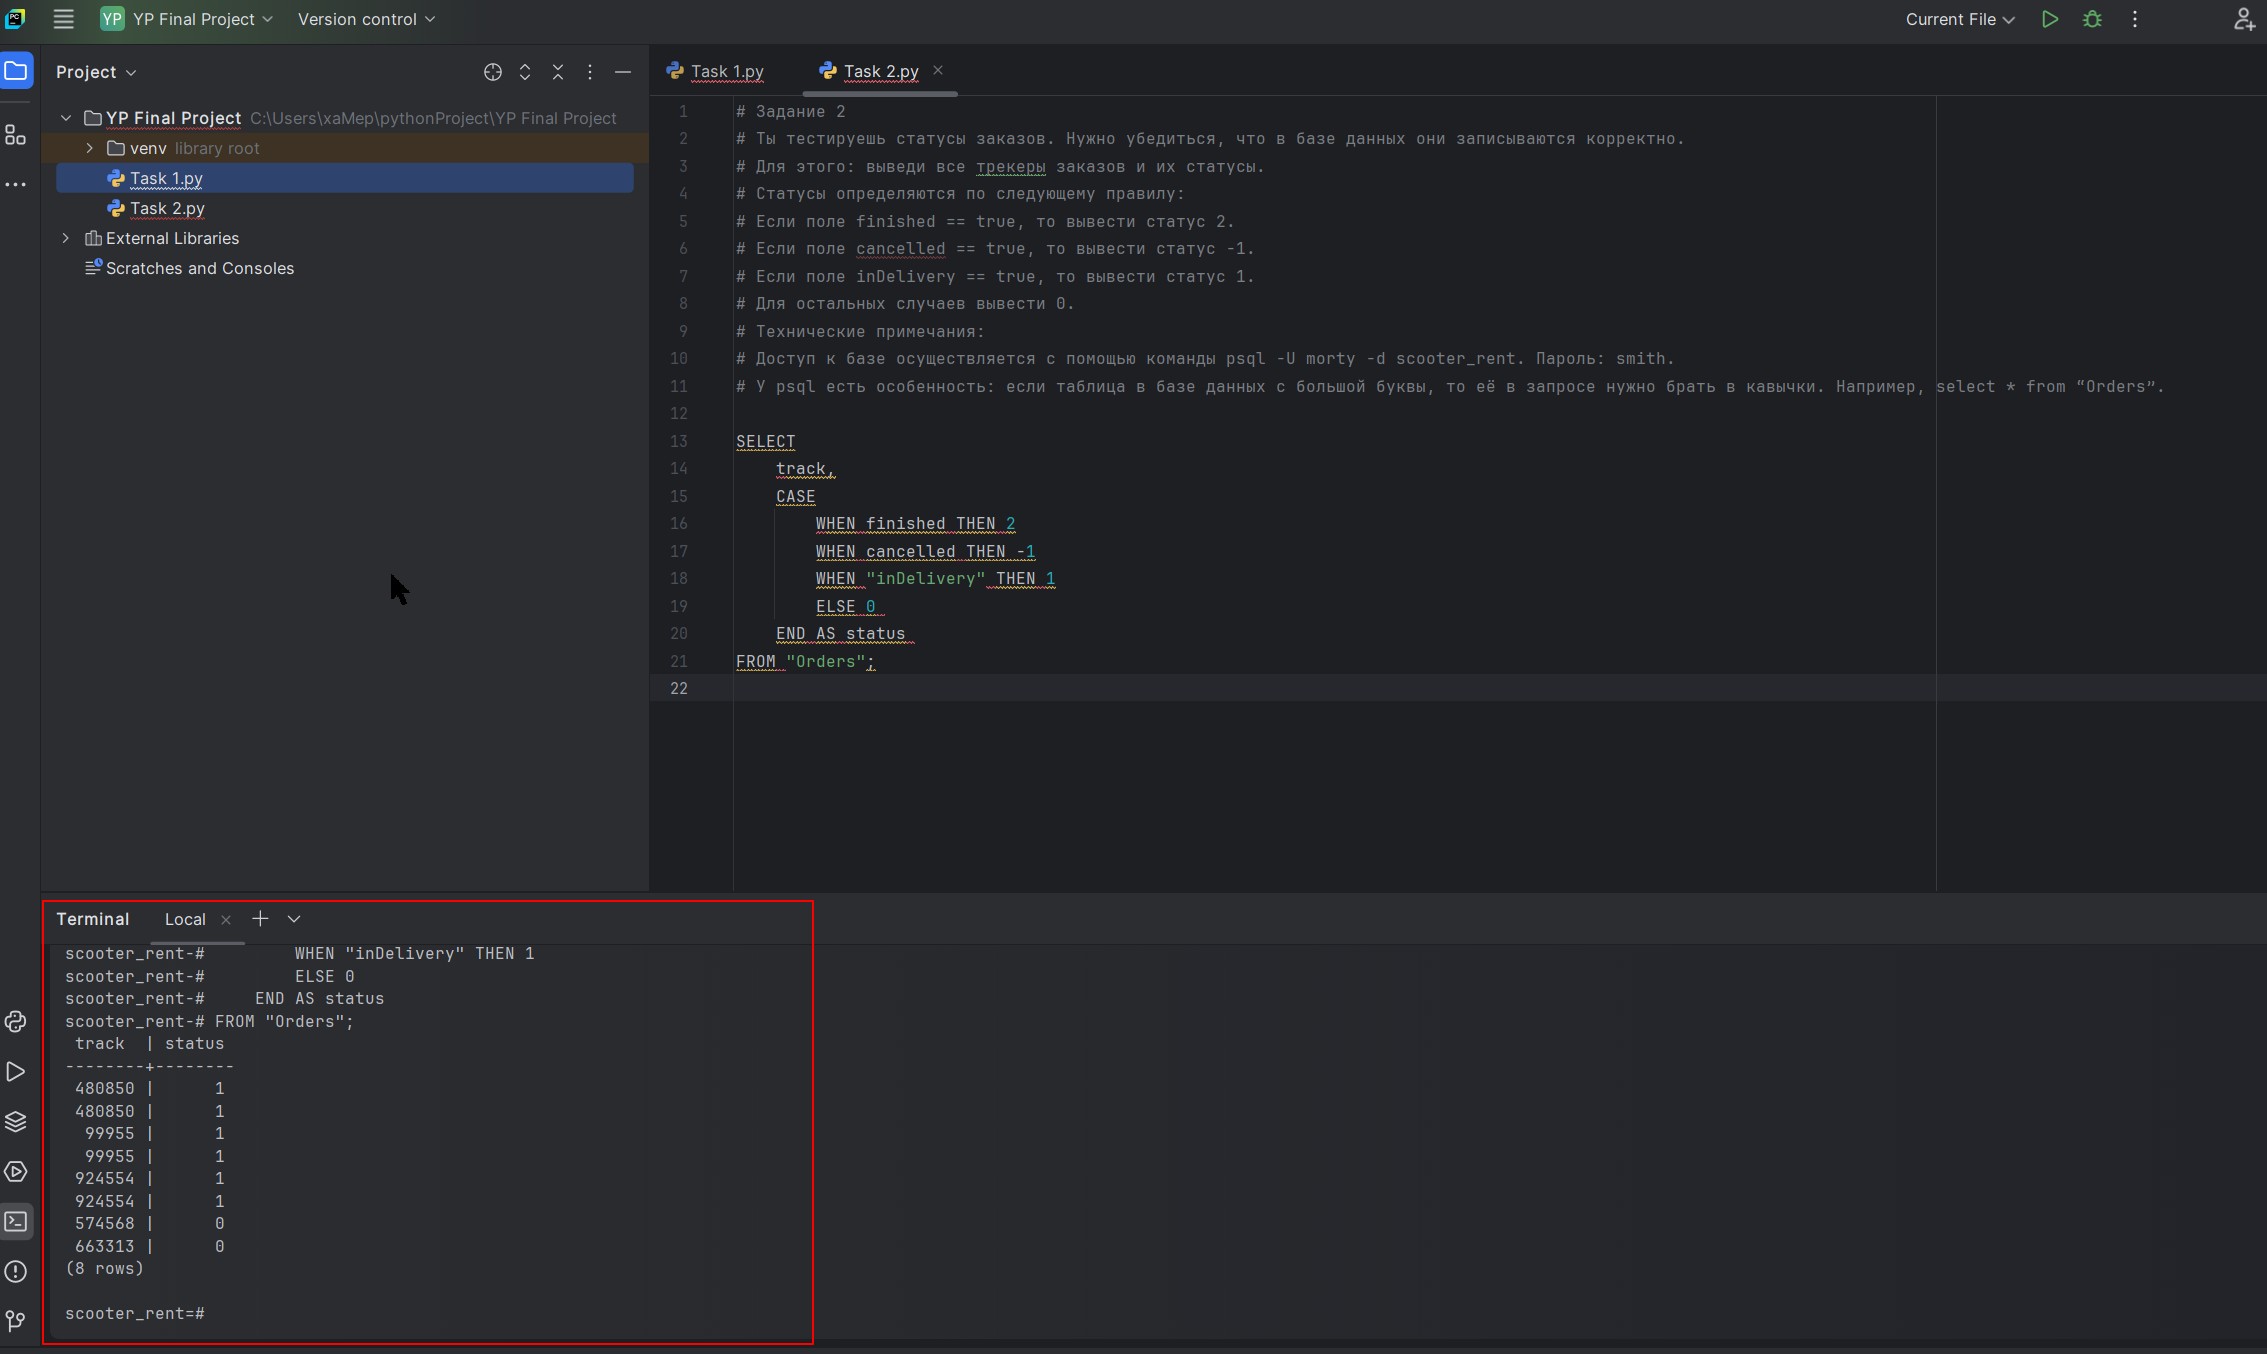 YP YP Final Project Version control Current File
Project
YP Final Project C:\Users\xaMep\pythonProject\YP Final Project
venv library root
Task 1.py
Task 2.py
External Libraries
Scratches and Consoles
Task 1.py Task 2.py
1 # Задание 2
2 # Ты тестируешь статусы заказов. Нужно убедиться, что в базе данных они записываются корректно.
3 # Для этого: выведи все трекеры заказов и их статусы.
4 # Статусы определяются по следующему правилу:
5 # Если поле finished == true, то вывести статус 2.
6 # Если поле cancelled == true, то вывести статус -1.
7 # Если поле inDelivery == true, то вывести статус 1.
8 # Для остальных случаев вывести 0.
9 # Технические примечания:
10 # Доступ к базе осуществляется с помощью команды psql -U morty -d scooter_rent. Пароль: smith.
11 # У psql есть особенность: если таблица в базе данных с большой буквы, то её в запросе нужно брать в кавычки. Например, select * from “Orders”.
12
13 SELECT
14 track,
15 CASE
16 WHEN finished THEN 2
17 WHEN cancelled THEN -1
18 WHEN "inDelivery" THEN 1
19 ELSE 0
20 END AS status
21 FROM "Orders";
22
Terminal Local
scooter_rent-# WHEN "inDelivery" THEN 1
scooter_rent-# ELSE 0
scooter_rent-# END AS status
scooter_rent-# FROM "Orders";
track | status
--------+--------
480850 | 1
480850 | 1
99955 | 1
99955 | 1
924554 | 1
924554 | 1
574568 | 0
663313 | 0
(8 rows)
scooter_rent=#